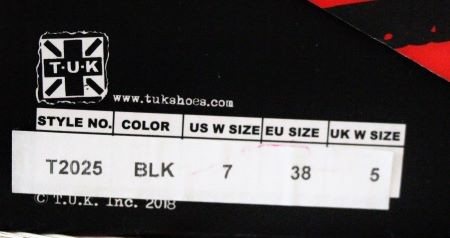 T·U·K
www.tukshoes.com
STYLE NO. COLOR US W SIZE EU SIZE UK W SIZE
T2025 BLK 7 38 5
© T.U.K. Inc. 2018